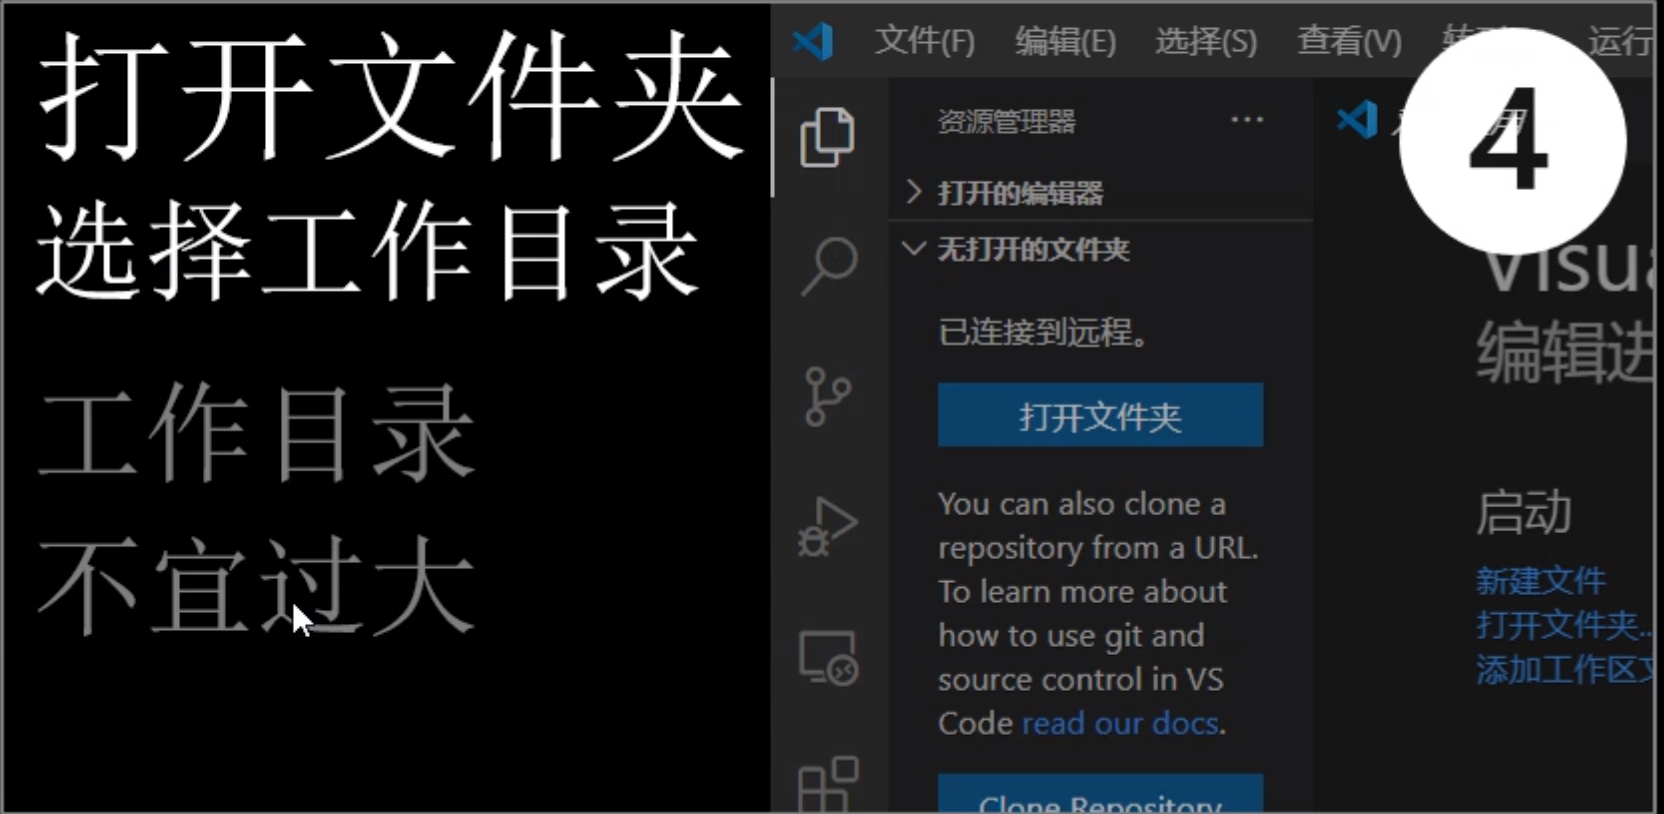 打开文件夹
选择工作目录
工作目录
不宜过大
文件(F) 编辑(E) 选择(S) 查看(V) 运行
4
资源管理器 ···
打开的编辑器
无打开的文件夹
已连接到远程。
打开文件夹
You can also clone a
repository from a URL.
To learn more about
how to use git and
source control in VS
Code read our docs.
Clone Repository
Visua
编辑进
启动
新建文件
打开文件夹..
添加工作区文